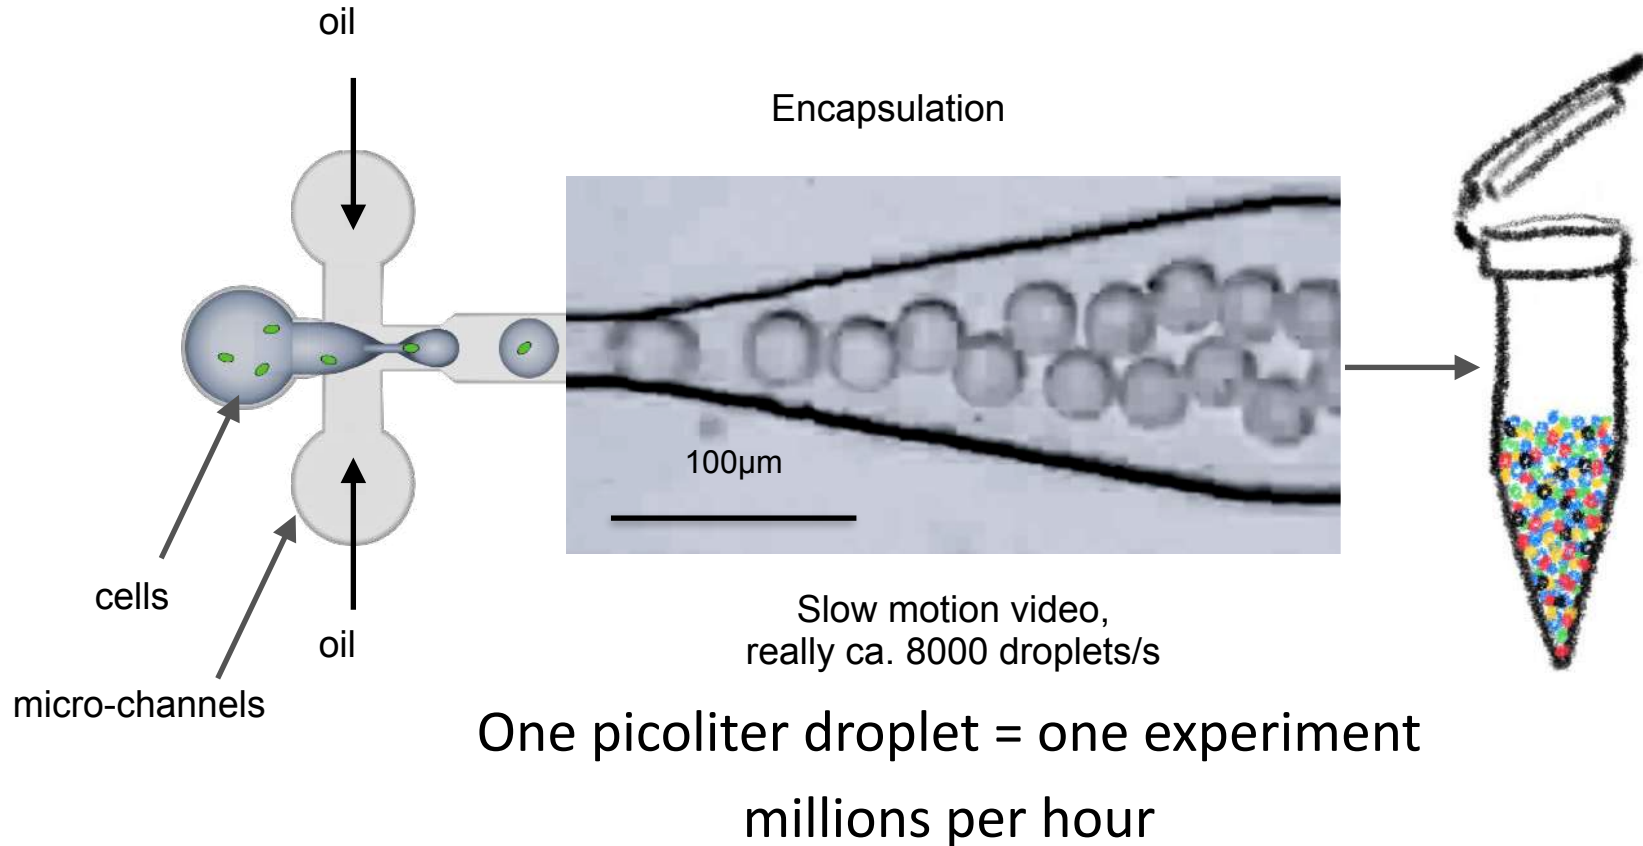 oil
Encapsulation
100µm
cells
oil
micro-channels
Slow motion video,
really ca. 8000 droplets/s
One picoliter droplet = one experiment
millions per hour